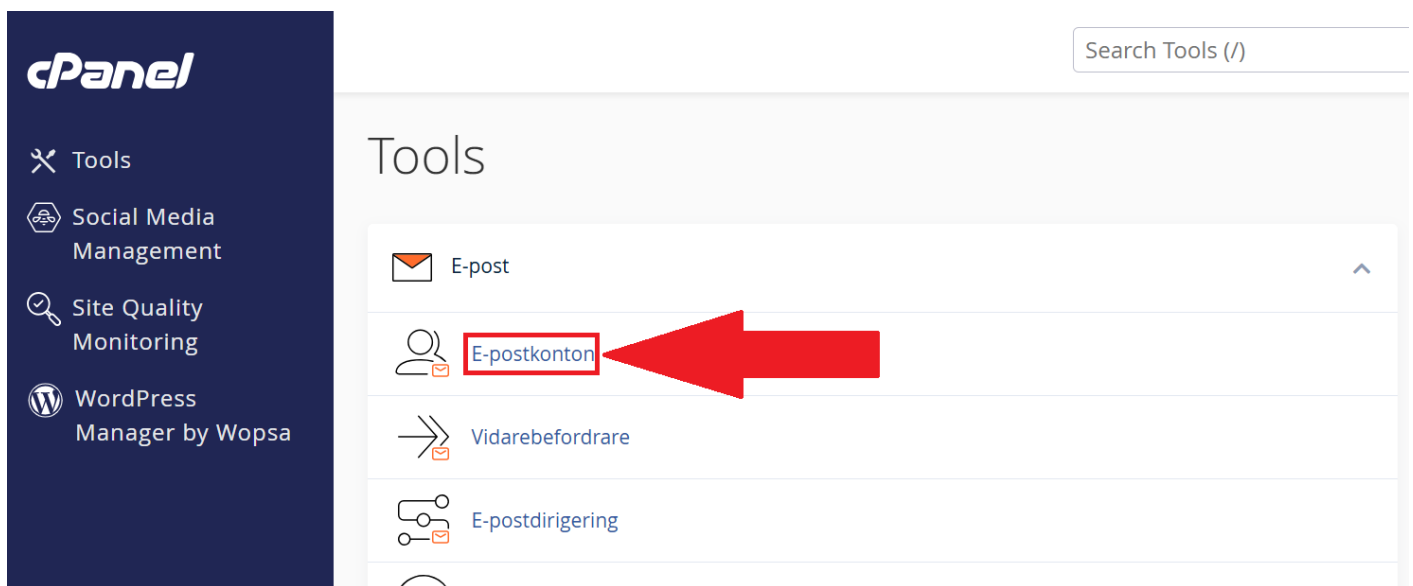 cPanel
Search Tools (/)
Tools
Social Media
Management
Site Quality
Monitoring
WordPress
Manager by Wopsa
Tools
E-post
E-postkonton
Vidarebefordrare
E-postdirigering